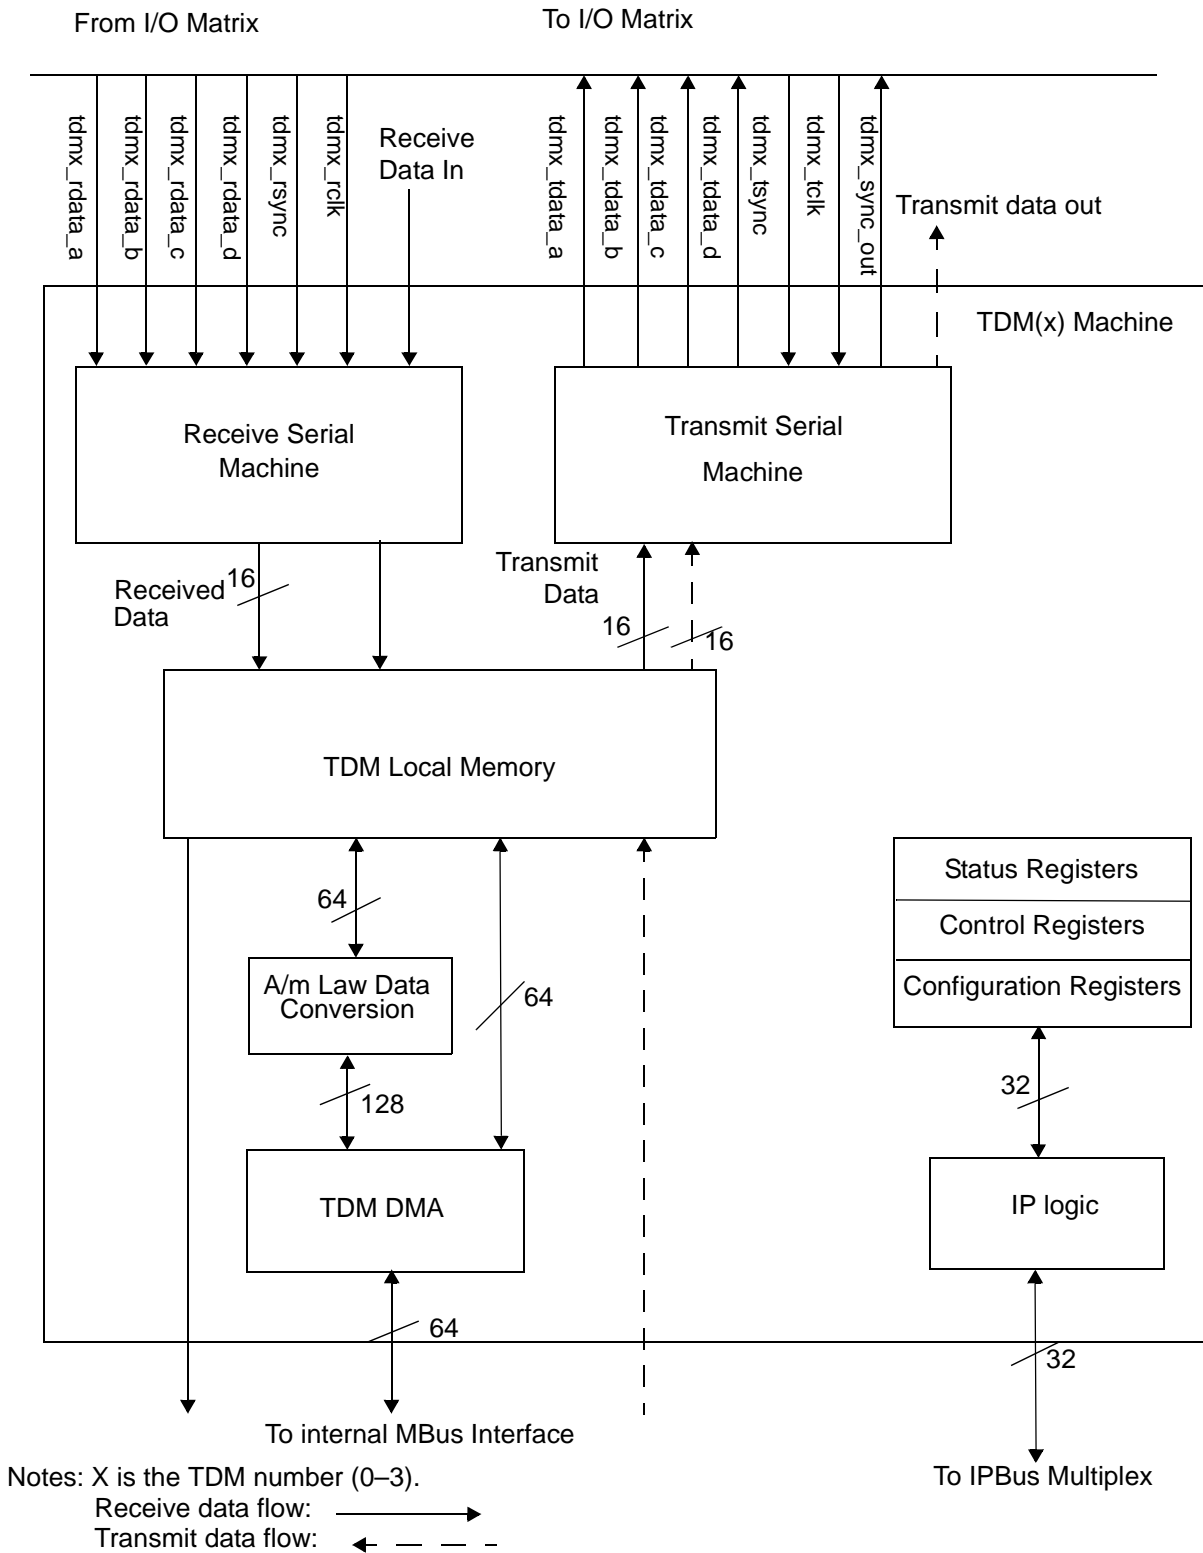 From I/O Matrix
To I/O Matrix
tdmx_rdata_a
tdmx_rdata_b
tdmx_rdata_c
tdmx_rdata_d
tdmx_rsync
tdmx_rclk
Receive
Data In
tdmx_tdata_a
tdmx_tdata_b
tdmx_tdata_c
tdmx_tdata_d
tdmx_tsync
tdmx_tclk
tdmx_sync_out
Transmit data out
TDM(x) Machine
Receive Serial
Machine
Transmit Serial
Machine
Received
Data
16
Transmit
Data
16
16
TDM Local Memory
64
A/m Law Data
Conversion
64
128
TDM DMA
64
Status Registers
Control Registers
Configuration Registers
32
IP logic
32
To internal MBus Interface
To IPBus Multiplex
Notes: X is the TDM number (0–3).
Receive data flow:
Transmit data flow: